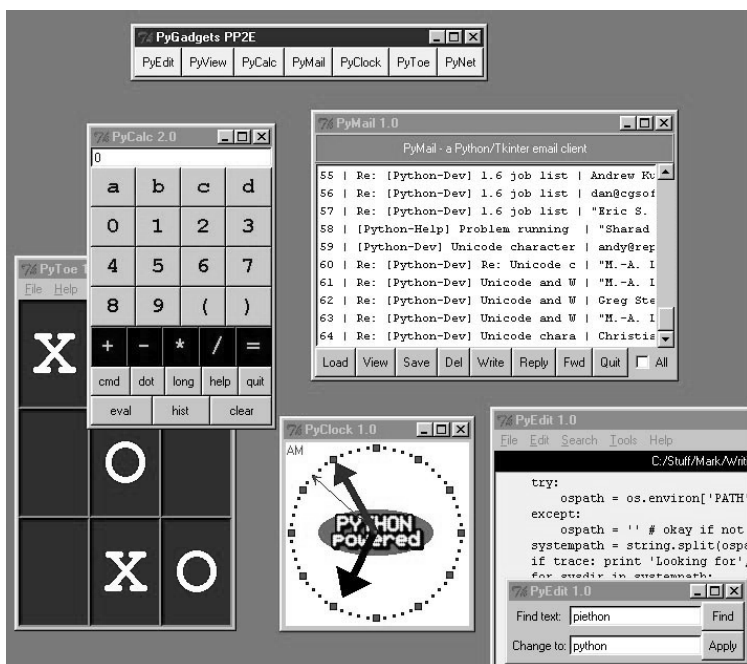 PyGadgets PP2E
PyEdit PyView PyCalc PyMail PyClock PyToe PyNet
PyCalc 2.0
0
a b c d
0 1 2 3
4 5 6 7
8 9 ( )
+ - * / =
cmd dot long help quit
eval hist clear
PyMail 1.0
PyMail - a Python/Tkinter email client
55 | Re: [Python-Dev] 1.6 job list | Andrew Ku
56 | Re: [Python-Dev] 1.6 job list | dan@cgsof
57 | Re: [Python-Dev] 1.6 job list | "Eric S.
58 | [Python-Help] Problem running | "Sharad
59 | [Python-Dev] Unicode character | andy@rep
60 | Re: [Python-Dev] Re: Unicode c | "M.-A. L
61 | Re: [Python-Dev] Unicode and W | "M.-A. L
62 | Re: [Python-Dev] Unicode and W | Greg Ste
63 | Re: [Python-Dev] Unicode and W | "M.-A. L
64 | Re: [Python-Dev] Unicode chara | Christia
Load View Save Del Write Reply Fwd Quit All
PyToe 1
File Help
X
O
X O
PyClock 1.0
AM
PYTHON
powered
PyEdit 1.0
File Edit Search Tools Help
C:/Stuff/Mark/Writ
try:
ospath = os.environ['PATH'
except:
ospath = '' # okay if not
systempath = string.split(ospa
if trace: print 'Looking for',
for sysdir in systempath:
PyEdit 1.0
Find text: piethon Find
Change to: python Apply